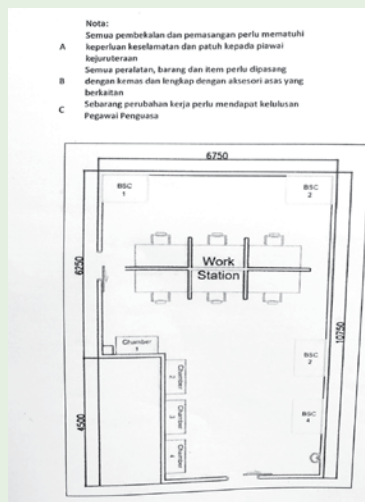 Nota:
Semua pembekalan dan pemasangan perlu mematuhi
A keperluan keselamatan dan patuh kepada piawai
kejuruteraan
Semua peralatan, barang dan item perlu dipasang
B dengan kemas dan lengkap dengan aksesori asas yang
berkaitan
C Sebarang perubahan kerja perlu mendapat kelulusan
Pegawai Penguasa
6750
BSC
1
BSC
2
6250
Work
Station
10750
Chamber
1
Chamber
2
BSC
2
Chamber
3
BSC
4
4500
Chamber
4